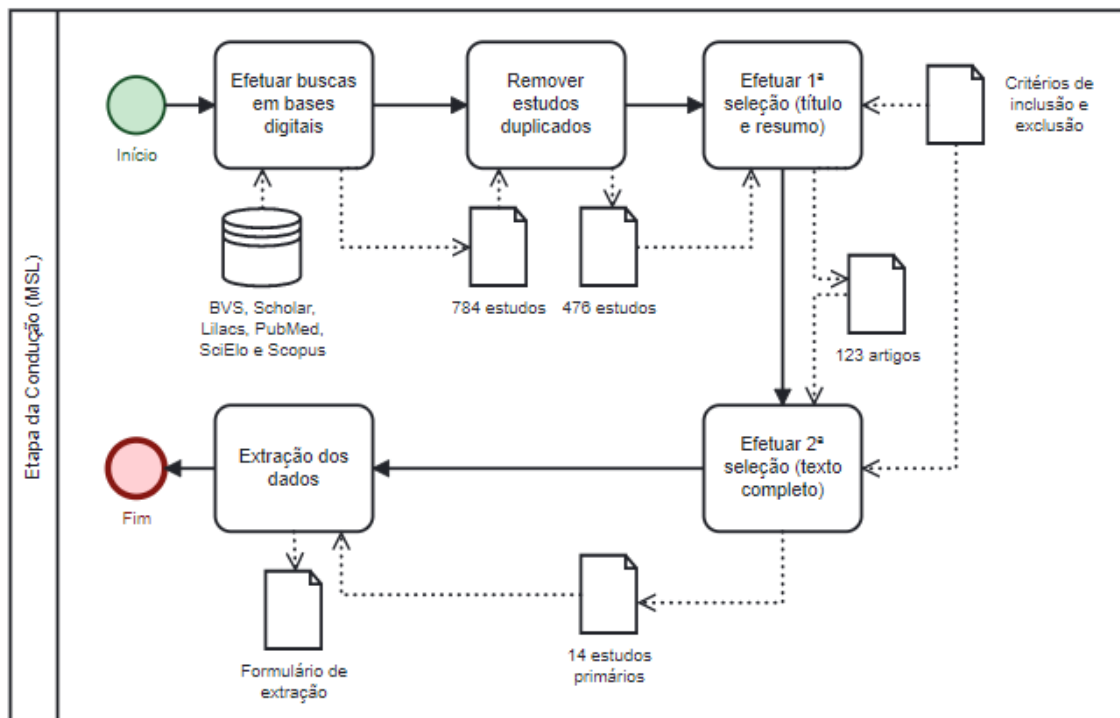 Etapa da Condução (MSL)
Início
Efetuar buscas
em bases
digitais
Remover
estudos
duplicados
Efetuar 1ª
seleção (título
e resumo)
Critérios de
inclusão e
exclusão
BVS, Scholar,
Lilacs, PubMed,
SciElo e Scopus
784 estudos
476 estudos
123 artigos
Fim
Extração dos
dados
Efetuar 2ª
seleção (texto
completo)
Formulário de
extração
14 estudos
primários